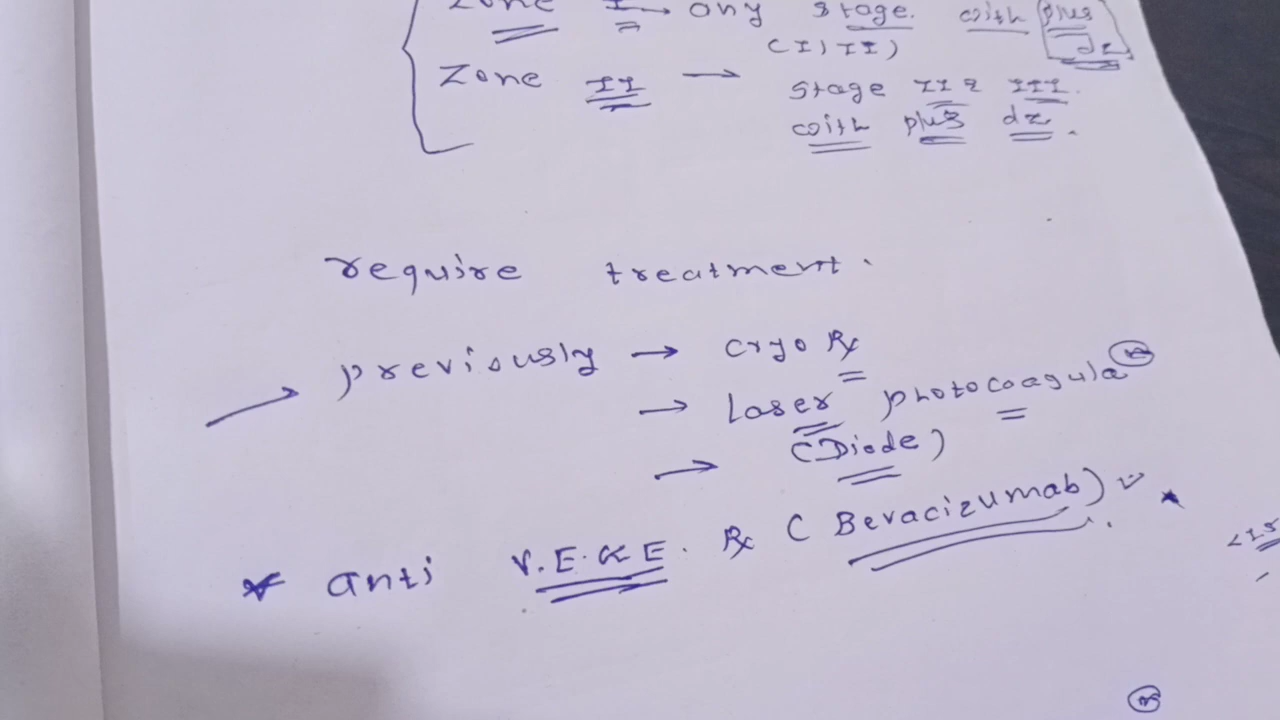 Zone I → any stage. with plus dz
(I, II)
Zone II → stage II & III.
with plus dz.
require treatment.
→ previously → cryo Rx
→ Laser photocoagula(n)
→ (Diode)
* anti V.E.G.E. Rx (Bevacizumab) *